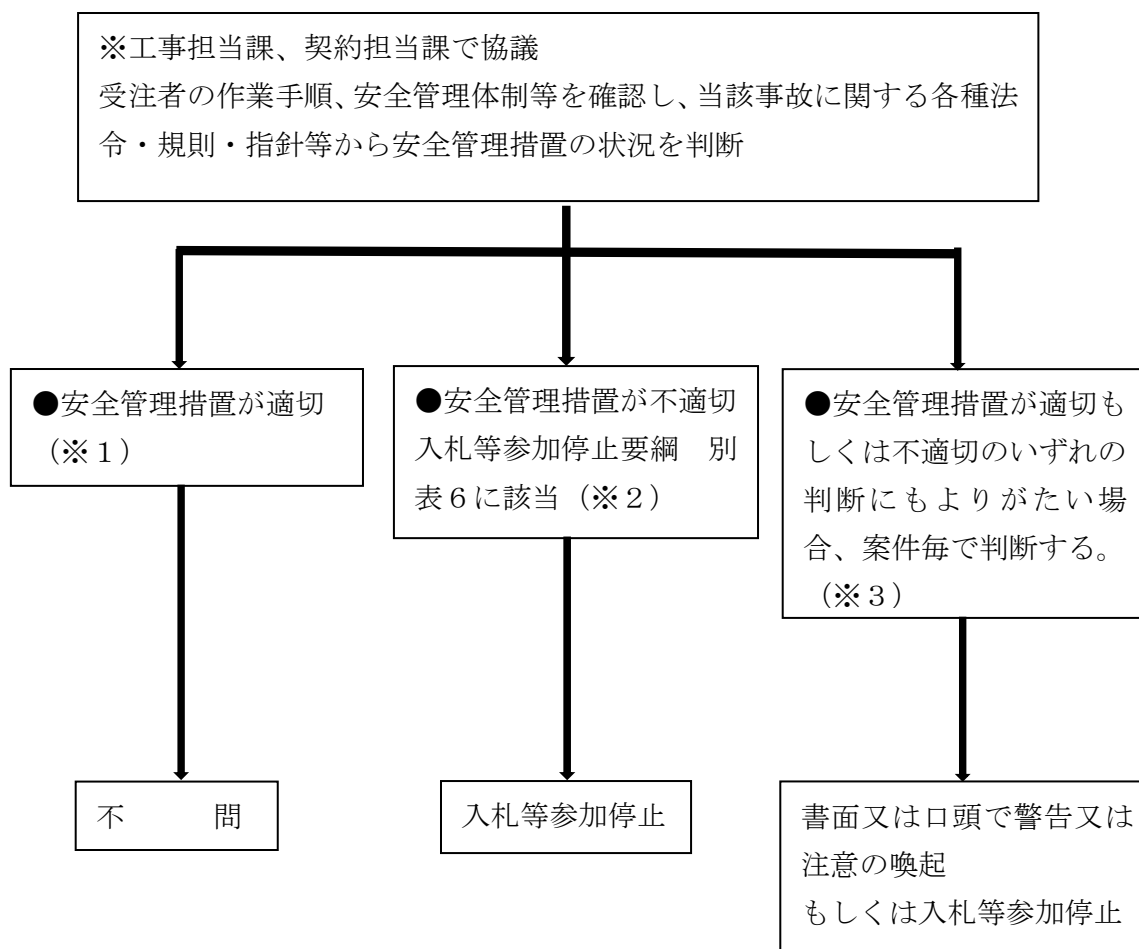 ※工事担当課、契約担当課で協議
受注者の作業手順、安全管理体制等を確認し、当該事故に関する各種法
令・規則・指針等から安全管理措置の状況を判断
●安全管理措置が適切
（※１）
●安全管理措置が不適切
入札等参加停止要綱　別
表６に該当（※２）
●安全管理措置が適切も
しくは不適切のいずれの
判断にもよりがたい場
合、案件毎で判断する。
（※３）
不　　　問
入札等参加停止
書面又は口頭で警告又は
注意の喚起
もしくは入札等参加停止